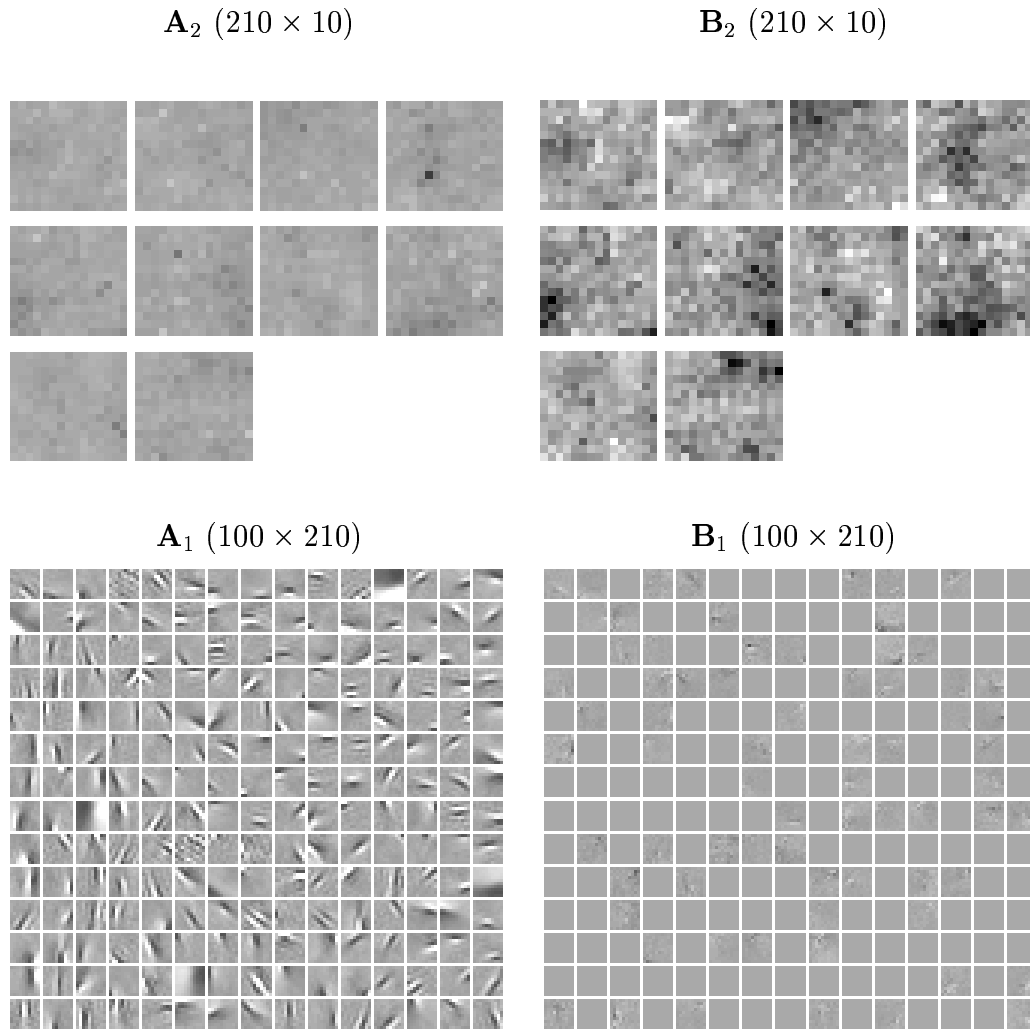 A₂ (210 × 10)
B₂ (210 × 10)
A₁ (100 × 210)
B₁ (100 × 210)